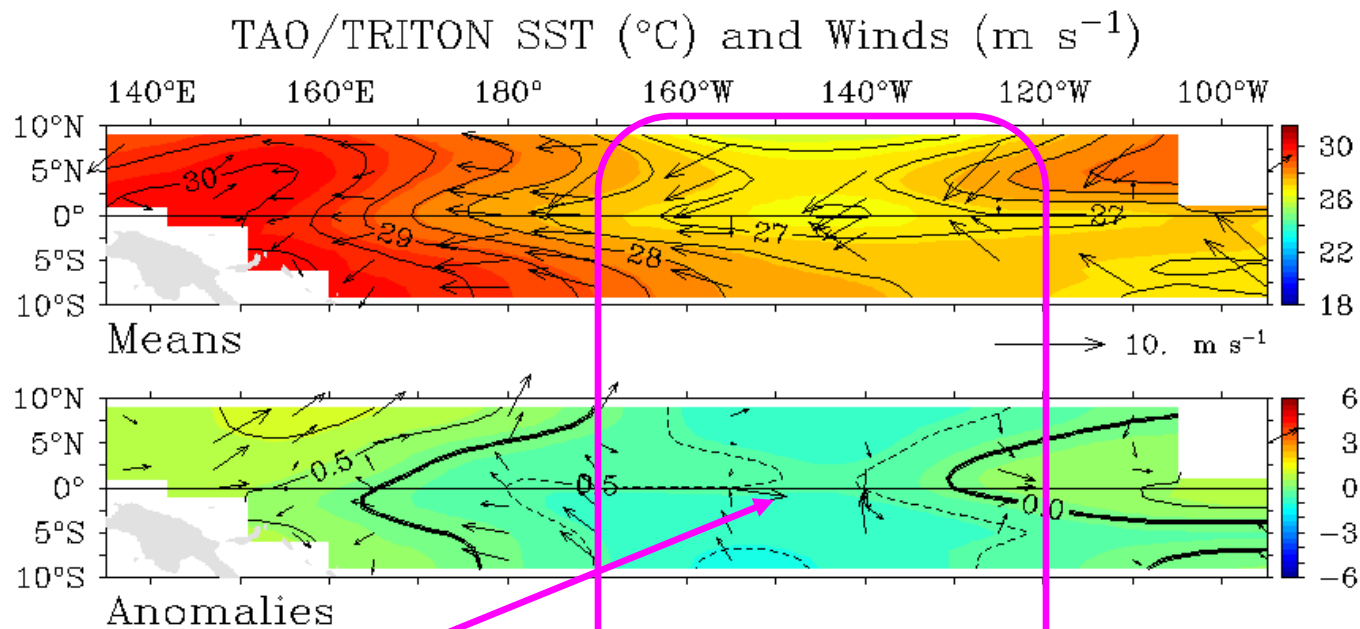 TAO/TRITON SST (°C) and Winds (m s⁻¹)
140°E 160°E 180° 160°W 140°W 120°W 100°W
10°N
5°N
0°
5°S
10°S
30
29
28
27
27
30
26
22
18
Means
10. m s⁻¹
10°N
5°N
0°
5°S
10°S
0.5
0.5
0.0
6
3
0
−3
−6
Anomalies